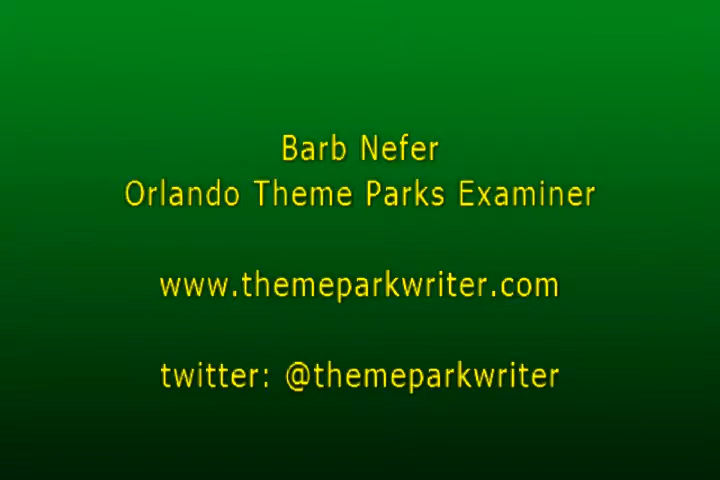 Barb Nefer
Orlando Theme Parks Examiner
www.themeparkwriter.com
twitter: @themeparkwriter